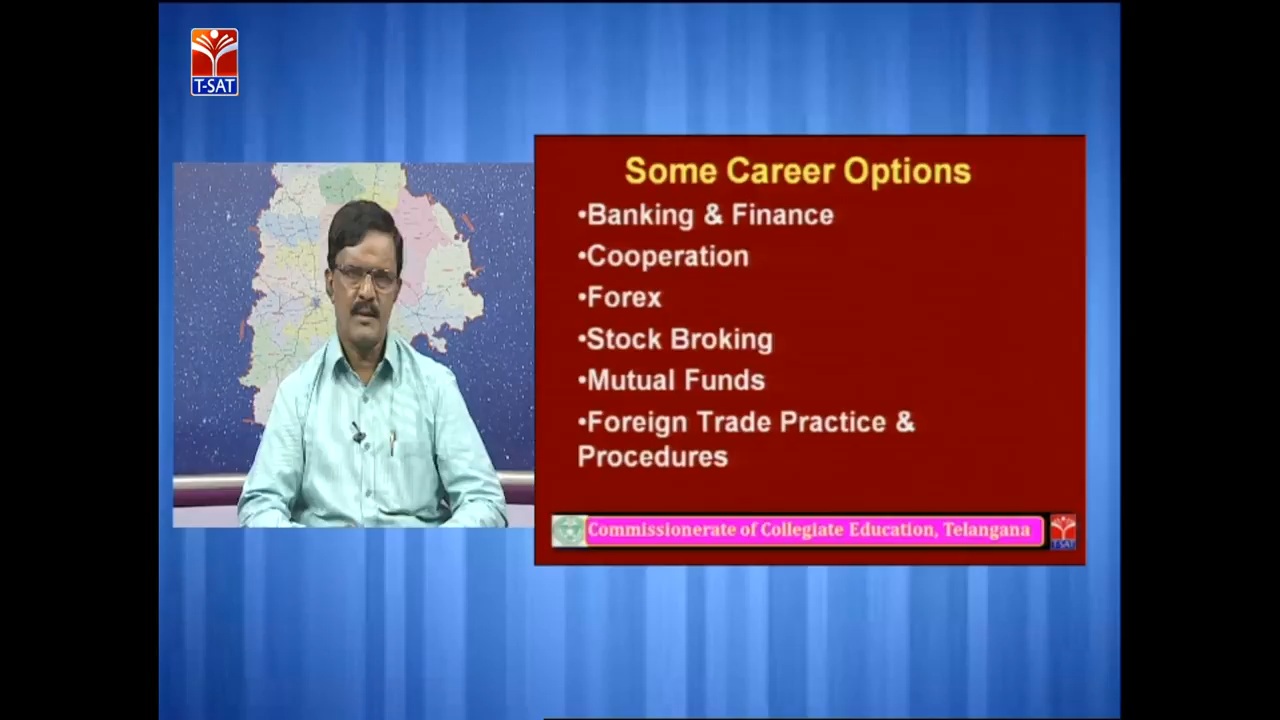 T-SAT
Some Career Options
•Banking & Finance
•Cooperation
•Forex
•Stock Broking
•Mutual Funds
•Foreign Trade Practice &
Procedures
Commissionerate of Collegiate Education, Telangana
T-SAT